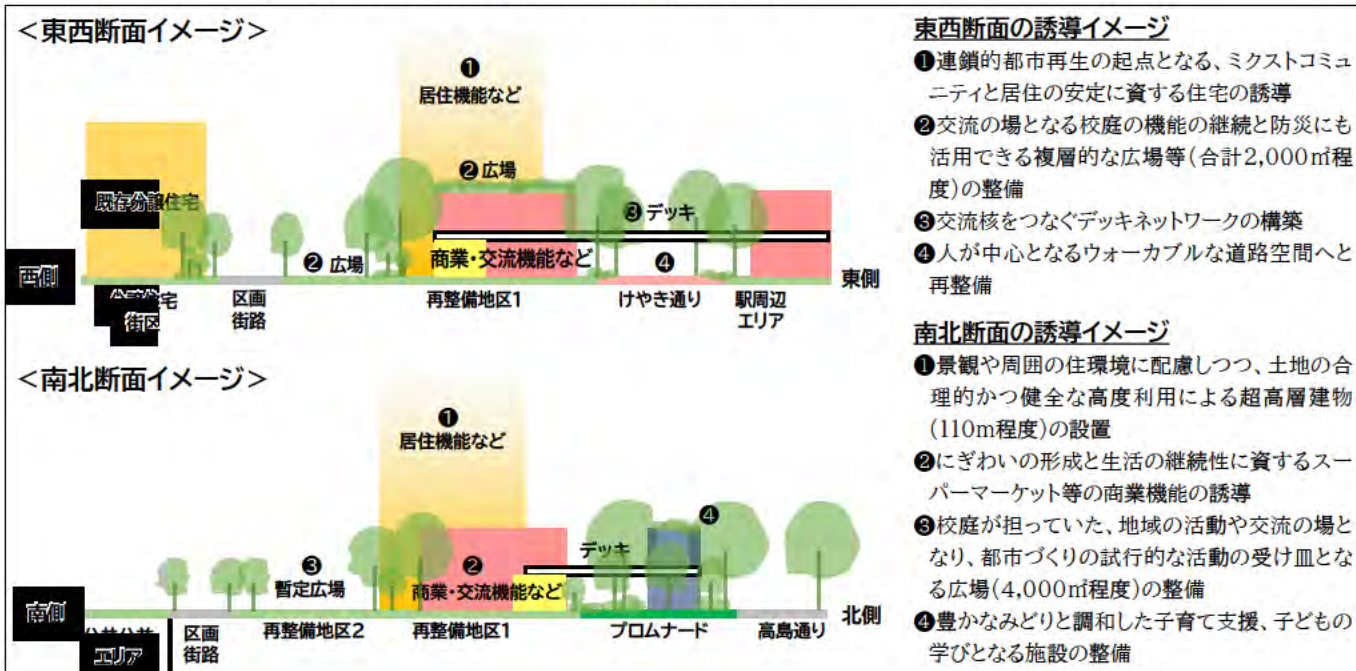 <東西断面イメージ>
❶
居住機能など
❷広場
既存分譲住宅
❸デッキ
商業・交流機能など
❹
❷広場
西側
東側
分譲住宅
街区
区画
街路
再整備地区1
けやき通り
駅周辺
エリア
<南北断面イメージ>
❶
居住機能など
❹
デッキ
❸
暫定広場
❷
商業・交流機能など
南側
北側
エリア
区画
街路
再整備地区2
再整備地区1
プロムナード
高島通り
東西断面の誘導イメージ
❶連鎖的都市再生の起点となる、ミクストコミュ
ニティと居住の安定に資する住宅の誘導
❷交流の場となる校庭の機能の継続と防災にも
活用できる複層的な広場等(合計2,000㎡程
度)の整備
❸交流核をつなぐデッキネットワークの構築
❹人が中心となるウォーカブルな道路空間へと
再整備
南北断面の誘導イメージ
❶景観や周囲の住環境に配慮しつつ、土地の合
理的かつ健全な高度利用による超高層建物
(110m程度)の設置
❷にぎわいの形成と生活の継続性に資するスー
パーマーケット等の商業機能の誘導
❸校庭が担っていた、地域の活動や交流の場と
なり、都市づくりの試行的な活動の受け皿とな
る広場(4,000㎡程度)の整備
❹豊かなみどりと調和した子育て支援、子どもの
学びとなる施設の整備